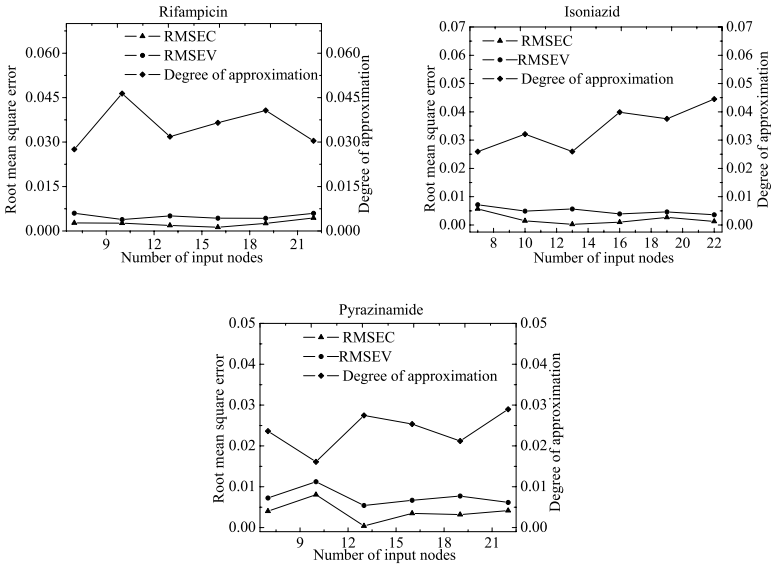 Rifampicin
RMSEC
RMSEV
Degree of approximation
Root mean square error
Degree of approximation
0.060
0.045
0.030
0.015
0.000
0.060
0.045
0.030
0.015
0.000
9 12 15 18 21
Number of input nodes
Isoniazid
RMSEC
RMSEV
Degree of approximation
Root mean square error
Degree of approximation
0.07
0.06
0.05
0.04
0.03
0.02
0.01
0.00
0.07
0.06
0.05
0.04
0.03
0.02
0.01
0.00
8 10 12 14 16 18 20 22
Number of input nodes
Pyrazinamide
RMSEC
RMSEV
Degree of approximation
Root mean square error
Degree of approximation
0.05
0.04
0.03
0.02
0.01
0.00
0.05
0.04
0.03
0.02
0.01
0.00
9 12 15 18 21
Number of input nodes